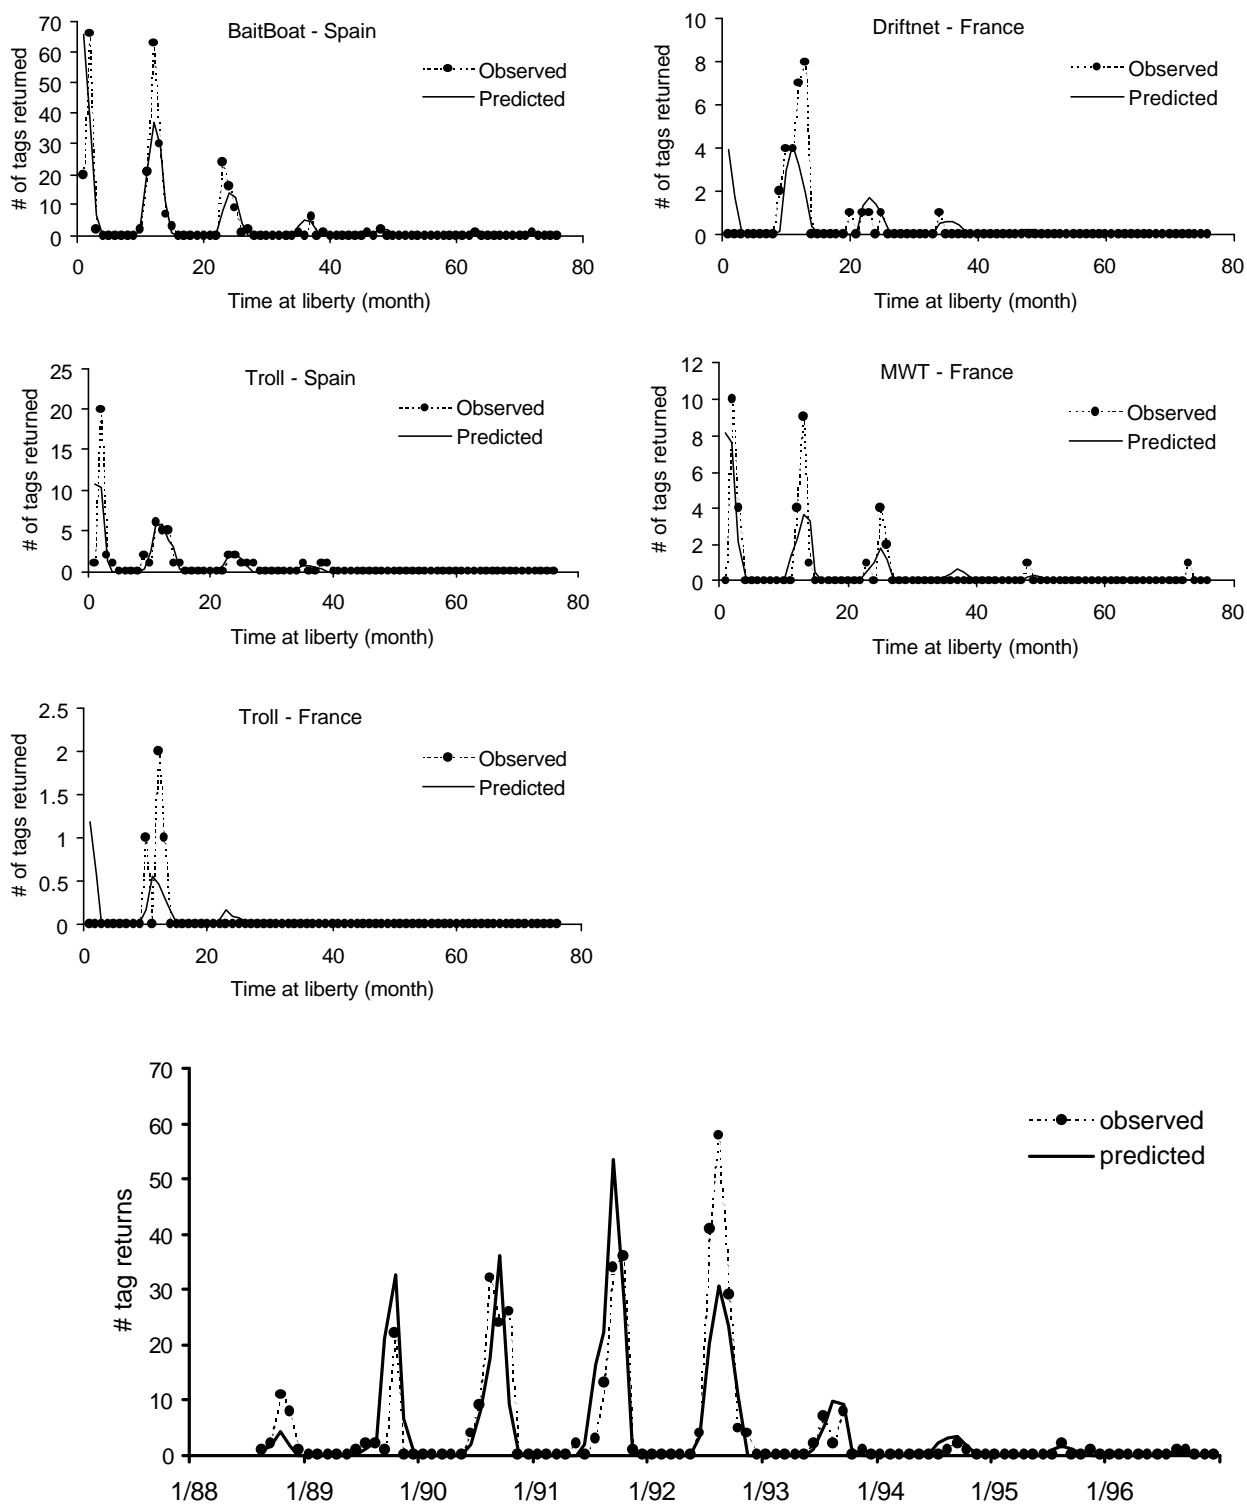 BaitBoat - Spain
# of tags returned
70
60
50
40
30
20
10
0
Observed
Predicted
0 20 40 60 80
Time at liberty (month)
Driftnet - France
# of tags returned
10
8
6
4
2
0
Observed
Predicted
0 20 40 60 80
Time at liberty (month)
Troll - Spain
# of tags returned
25
20
15
10
5
0
Observed
Predicted
0 20 40 60 80
Time at liberty (month)
MWT - France
# of tags returned
12
10
8
6
4
2
0
Observed
Predicted
0 20 40 60 80
Time at liberty (month)
Troll - France
# of tags returned
2.5
2
1.5
1
0.5
0
Observed
Predicted
0 20 40 60 80
Time at liberty (month)
# tag returns
70
60
50
40
30
20
10
0
observed
predicted
1/88 1/89 1/90 1/91 1/92 1/93 1/94 1/95 1/96